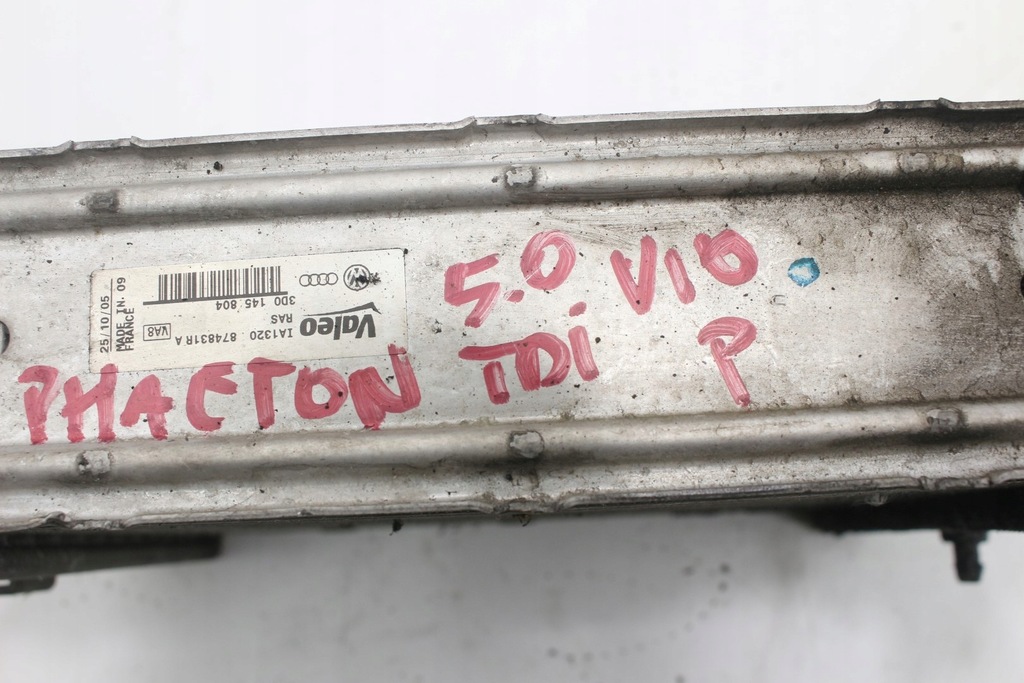 5.0 V10
PHAETON TDi P
Valeo
RAS
IA1320 874831R A
VA8
3D0 145 804
25/10/05
MADE IN 09
FRANCE